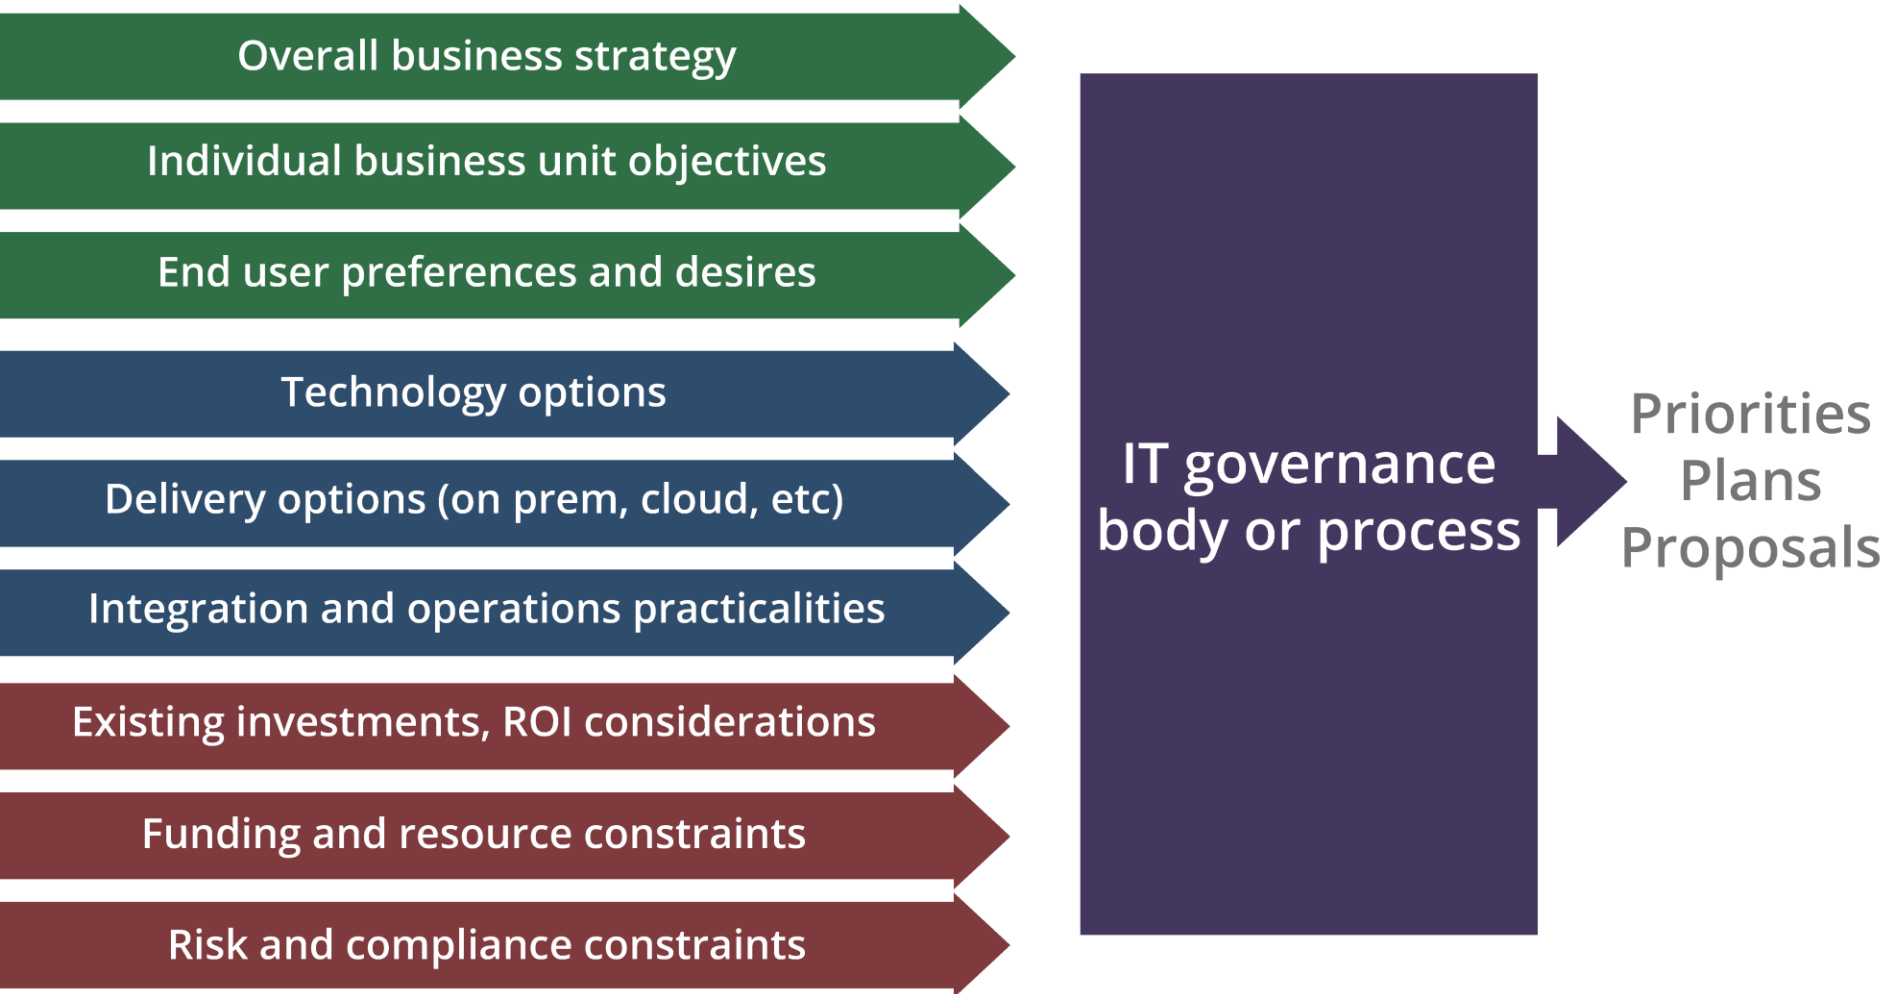 Overall business strategy
Individual business unit objectives
End user preferences and desires
Technology options
Delivery options (on prem, cloud, etc)
Integration and operations practicalities
Existing investments, ROI considerations
Funding and resource constraints
Risk and compliance constraints
IT governance
body or process
Priorities
Plans
Proposals